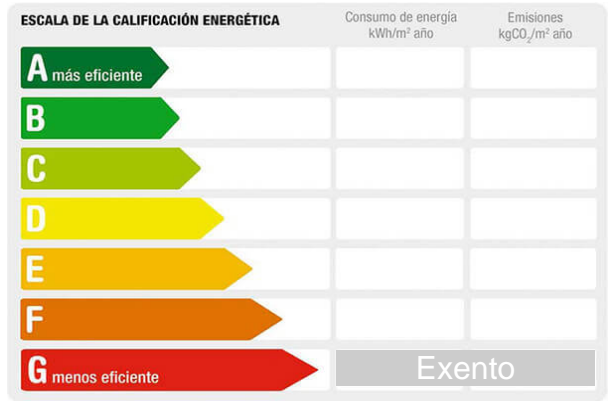 ESCALA DE LA CALIFICACIÓN ENERGÉTICA
Consumo de energía
kWh/m² año
Emisiones
kgCO₂/m² año
A más eficiente
B
C
D
E
F
G menos eficiente
Exento